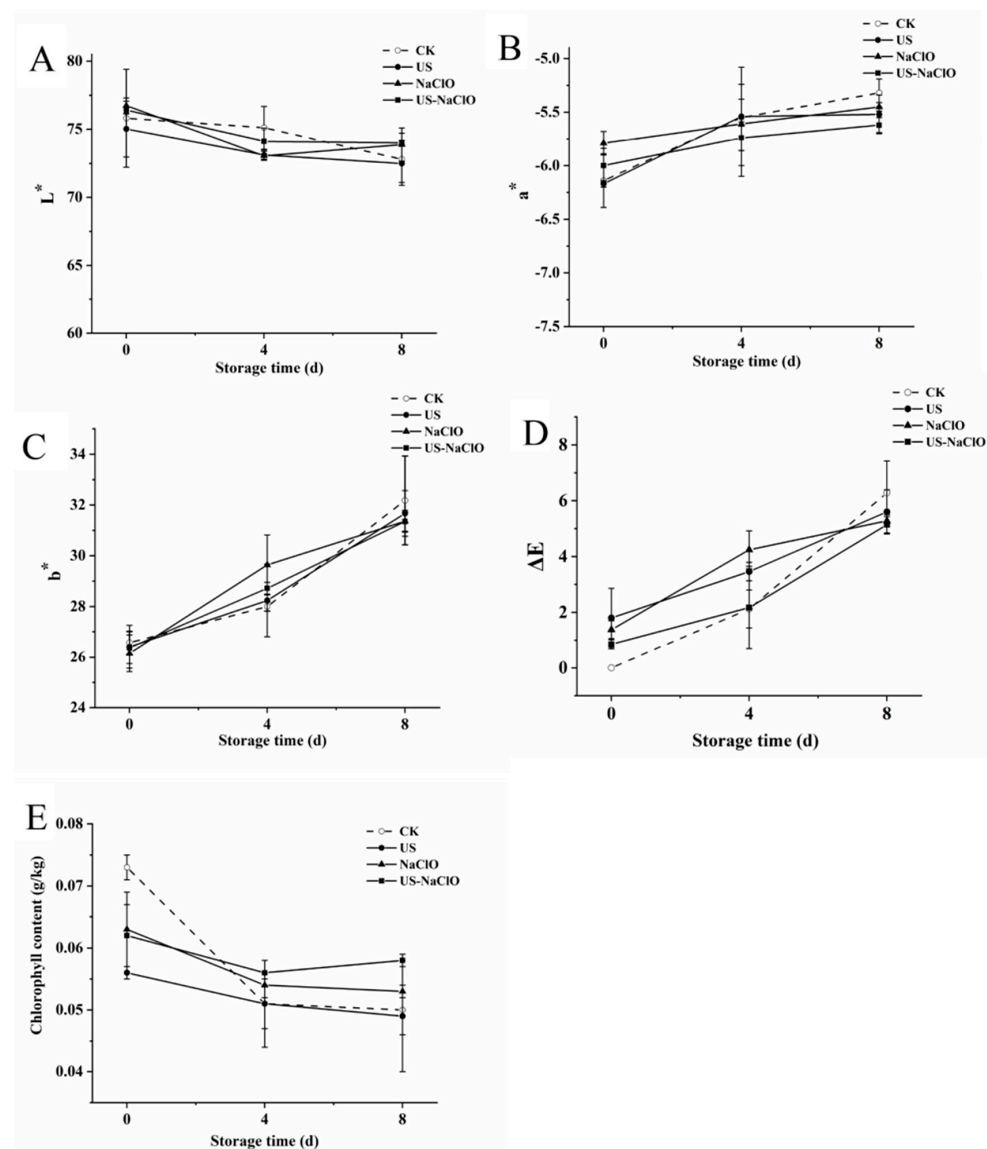 A
CK
US
NaClO
US-NaClO
80
75
70
65
60
L*
0 4 8
Storage time (d)
B
CK
US
NaClO
US-NaClO
-5.0
-5.5
-6.0
-6.5
-7.0
-7.5
a*
0 4 8
Storage time (d)
C
CK
US
NaClO
US-NaClO
34
32
30
28
26
24
b*
0 4 8
Storage time (d)
D
CK
US
NaClO
US-NaClO
8
6
4
2
0
ΔE
0 4 8
Storage time (d)
E
CK
US
NaClO
US-NaClO
0.08
0.07
0.06
0.05
0.04
Chlorophyll content (g/kg)
0 4 8
Storage time (d)